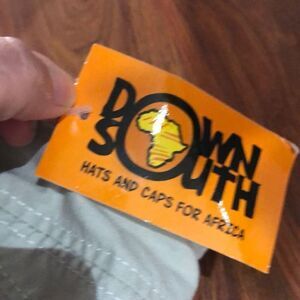 DOWN
SOUTH
HATS AND CAPS FOR AFRICA